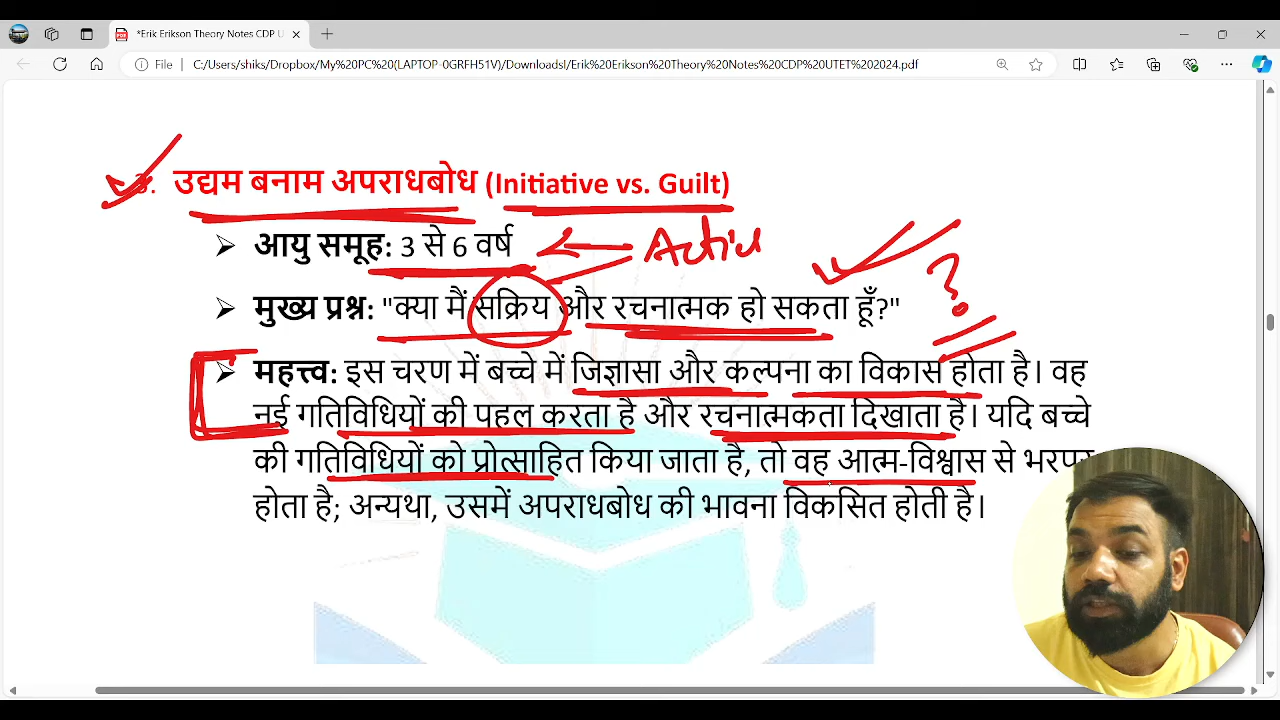 *Erik Erikson Theory Notes CDP U
File | C:/Users/shiks/Dropbox/My%20PC%20(LAPTOP-0GRFH51V)/Downloads/Erik%20Erikson%20Theory%20Notes%20CDP%20UTET%202024.pdf
3. उद्यम बनाम अपराधबोध (Initiative vs. Guilt)
आयु समूह: 3 से 6 वर्ष
मुख्य प्रश्न: "क्या मैं सक्रिय और रचनात्मक हो सकता हूँ?" ?
महत्त्व: इस चरण में बच्चे में जिज्ञासा और कल्पना का विकास होता है। वह
नई गतिविधियों की पहल करता है और रचनात्मकता दिखाता है। यदि बच्चे
की गतिविधियों को प्रोत्साहित किया जाता है, तो वह आत्म-विश्वास से भरपूर
होता है; अन्यथा, उसमें अपराधबोध की भावना विकसित होती है।